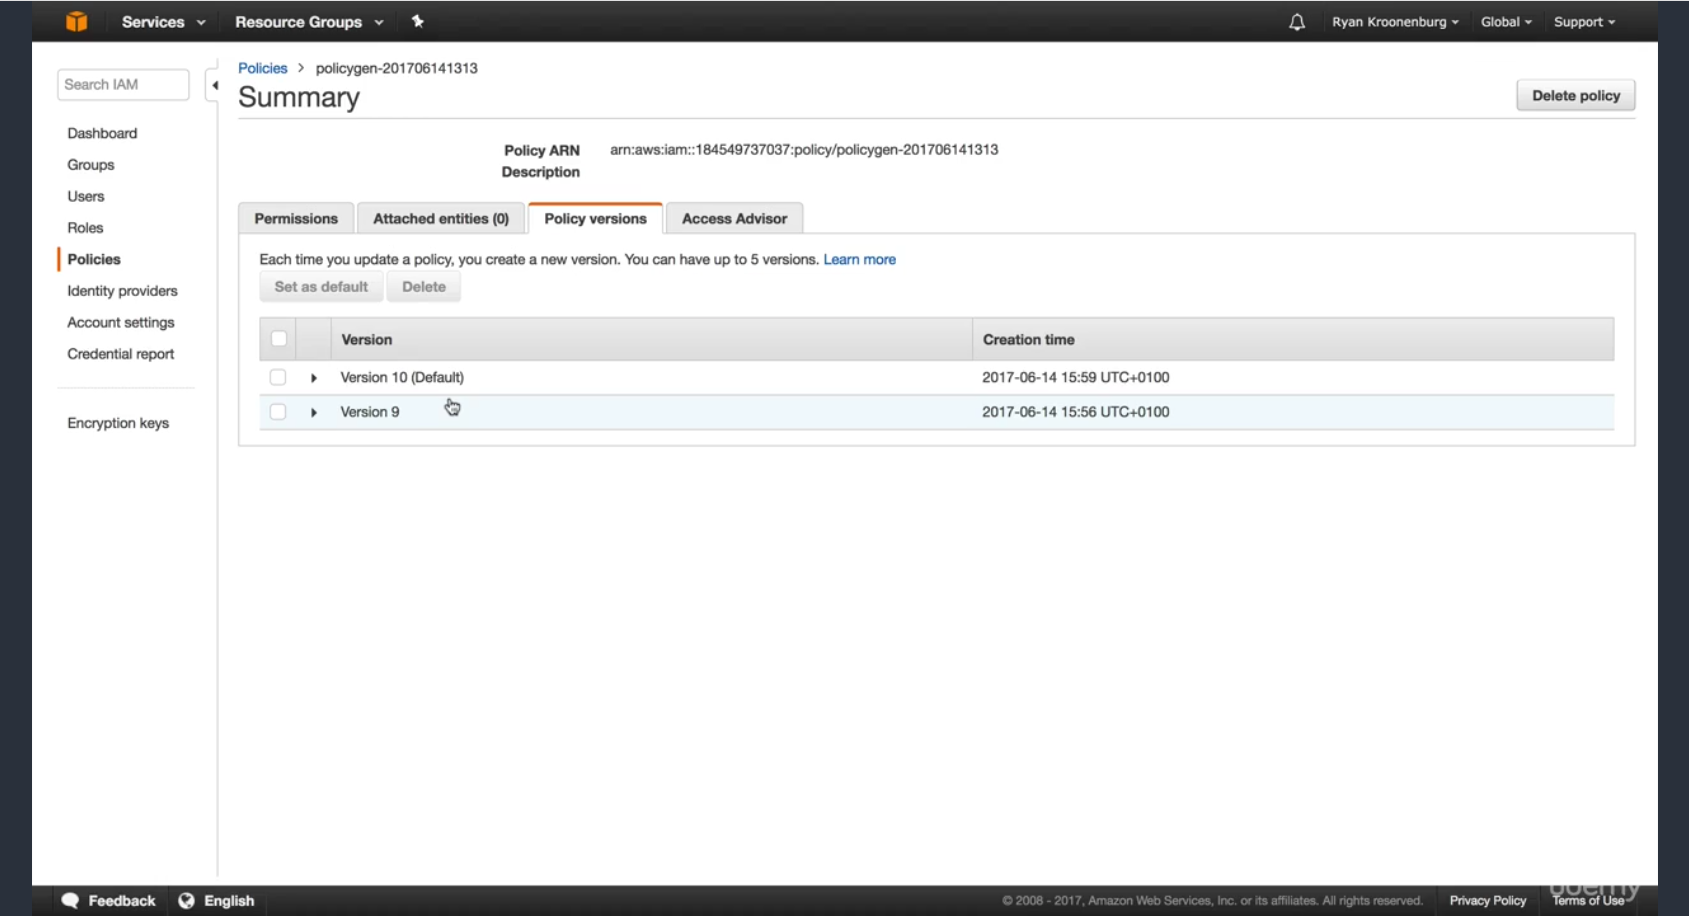 Services Resource Groups Ryan Kroonenburg Global Support
Search IAM
Dashboard
Groups
Users
Roles
Policies
Identity providers
Account settings
Credential report
Encryption keys
Policies > policygen-201706141313
Summary
Delete policy
Policy ARN arn:aws:iam::184549737037:policy/policygen-201706141313
Description
Permissions Attached entities (0) Policy versions Access Advisor
Each time you update a policy, you create a new version. You can have up to 5 versions. Learn more
Set as default Delete
Version Creation time
Version 10 (Default) 2017-06-14 15:59 UTC+0100
Version 9 2017-06-14 15:56 UTC+0100
Feedback English © 2008 - 2017, Amazon Web Services, Inc. or its affiliates. All rights reserved. Privacy Policy Terms of Use
udemy